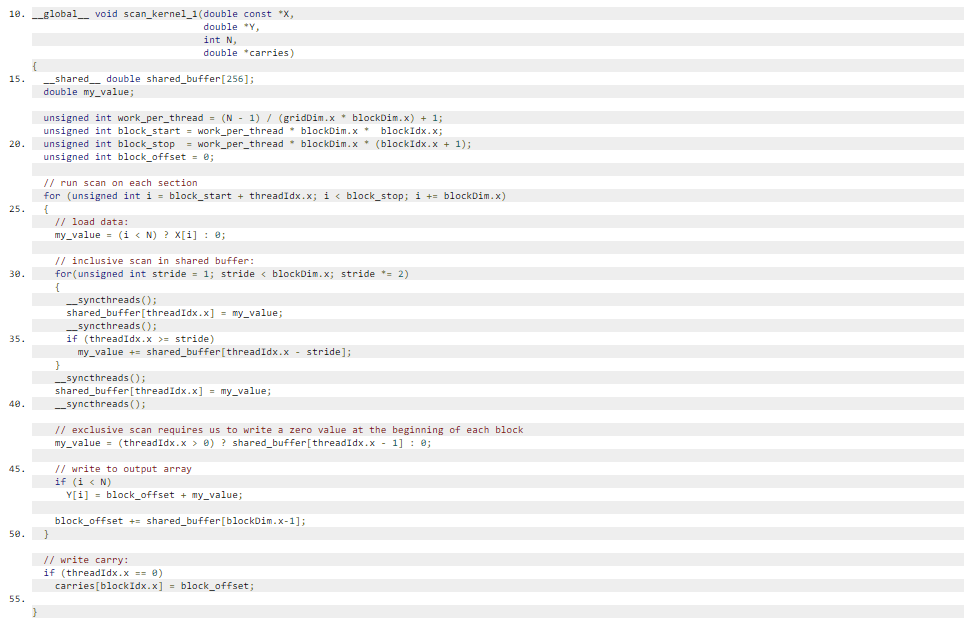 10. __global__ void scan_kernel_1(double const *X,
                              double *Y,
                              int N,
                              double *carries)
{
15.   __shared__ double shared_buffer[256];
  double my_value;

  unsigned int work_per_thread = (N - 1) / (gridDim.x * blockDim.x) + 1;
  unsigned int block_start = work_per_thread * blockDim.x *  blockIdx.x;
20.   unsigned int block_stop  = work_per_thread * blockDim.x * (blockIdx.x + 1);
  unsigned int block_offset = 0;

  // run scan on each section
  for (unsigned int i = block_start + threadIdx.x; i < block_stop; i += blockDim.x)
25.   {
    // load data:
    my_value = (i < N) ? X[i] : 0;

    // inclusive scan in shared buffer:
30.     for(unsigned int stride = 1; stride < blockDim.x; stride *= 2)
    {
      __syncthreads();
      shared_buffer[threadIdx.x] = my_value;
      __syncthreads();
35.       if (threadIdx.x >= stride)
        my_value += shared_buffer[threadIdx.x - stride];
    }
    __syncthreads();
    shared_buffer[threadIdx.x] = my_value;
40.     __syncthreads();

    // exclusive scan requires us to write a zero value at the beginning of each block
    my_value = (threadIdx.x > 0) ? shared_buffer[threadIdx.x - 1] : 0;

45.     // write to output array
    if (i < N)
      Y[i] = block_offset + my_value;

    block_offset += shared_buffer[blockDim.x-1];
50.   }

  // write carry:
  if (threadIdx.x == 0)
    carries[blockIdx.x] = block_offset;
55.
}